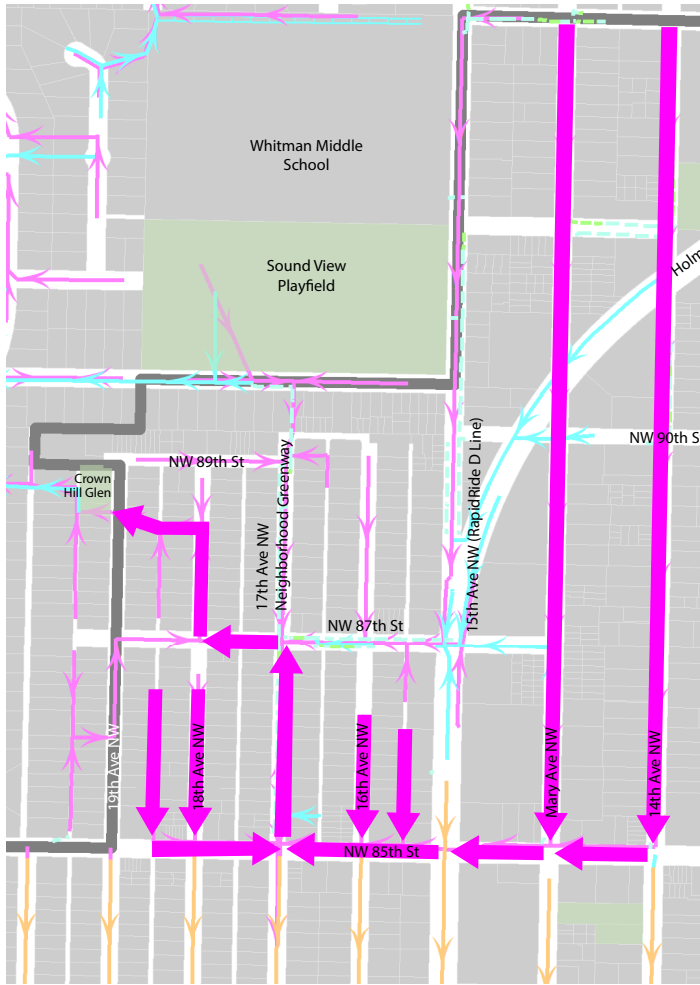 Whitman Middle
School
Sound View
Playfield
Holm
NW 90th S
NW 89th St
Crown
Hill Glen
17th Ave NW
Neighborhood Greenway
15th Ave NW (RapidRide D Line)
NW 87th St
19th Ave NW
18th Ave NW
16th Ave NW
Mary Ave NW
14th Ave NW
NW 85th St